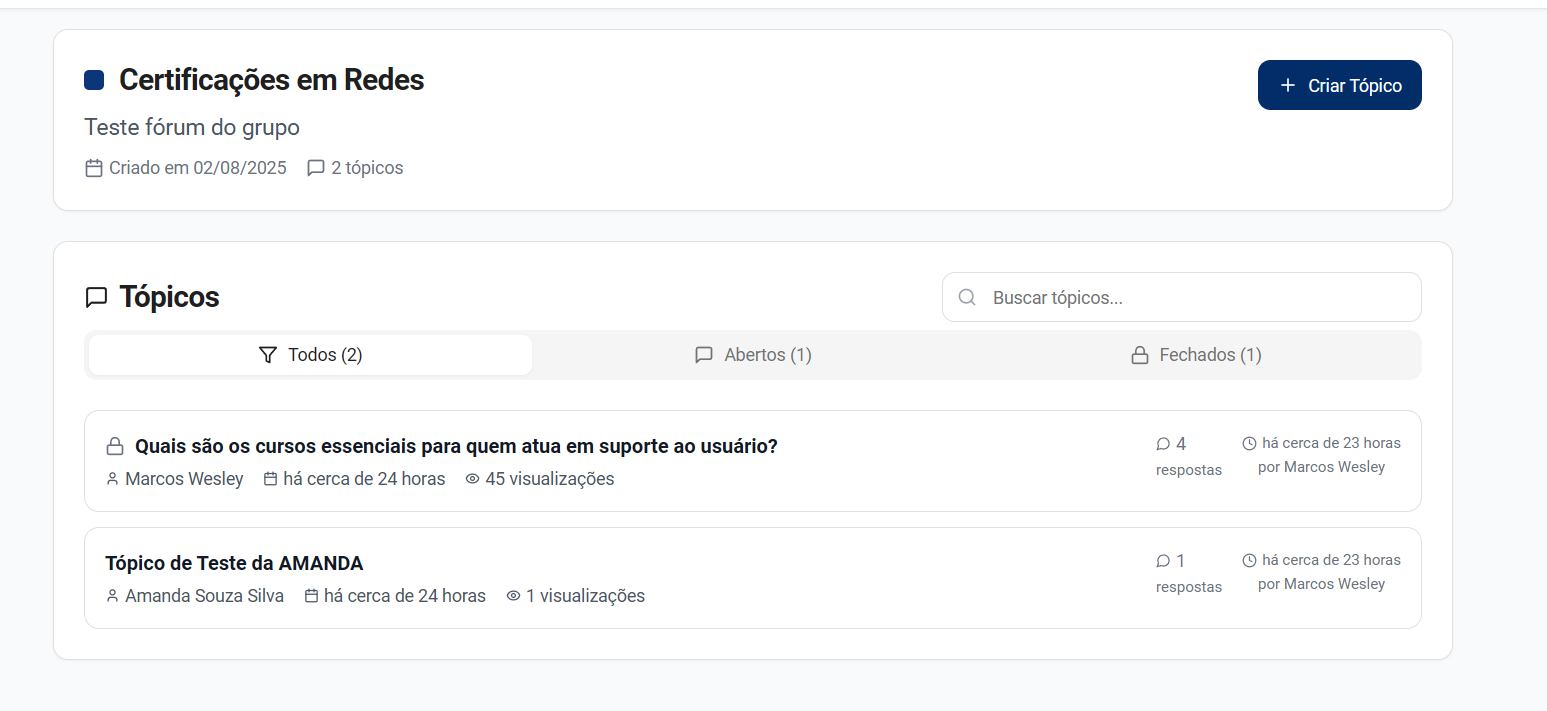 Certificações em Redes
+ Criar Tópico
Teste fórum do grupo
Criado em 02/08/2025 2 tópicos
Tópicos
Buscar tópicos...
Todos (2) Abertos (1) Fechados (1)
Quais são os cursos essenciais para quem atua em suporte ao usuário?
Marcos Wesley há cerca de 24 horas 45 visualizações
4 respostas
há cerca de 23 horas
por Marcos Wesley
Tópico de Teste da AMANDA
Amanda Souza Silva há cerca de 24 horas 1 visualizações
1 respostas
há cerca de 23 horas
por Marcos Wesley